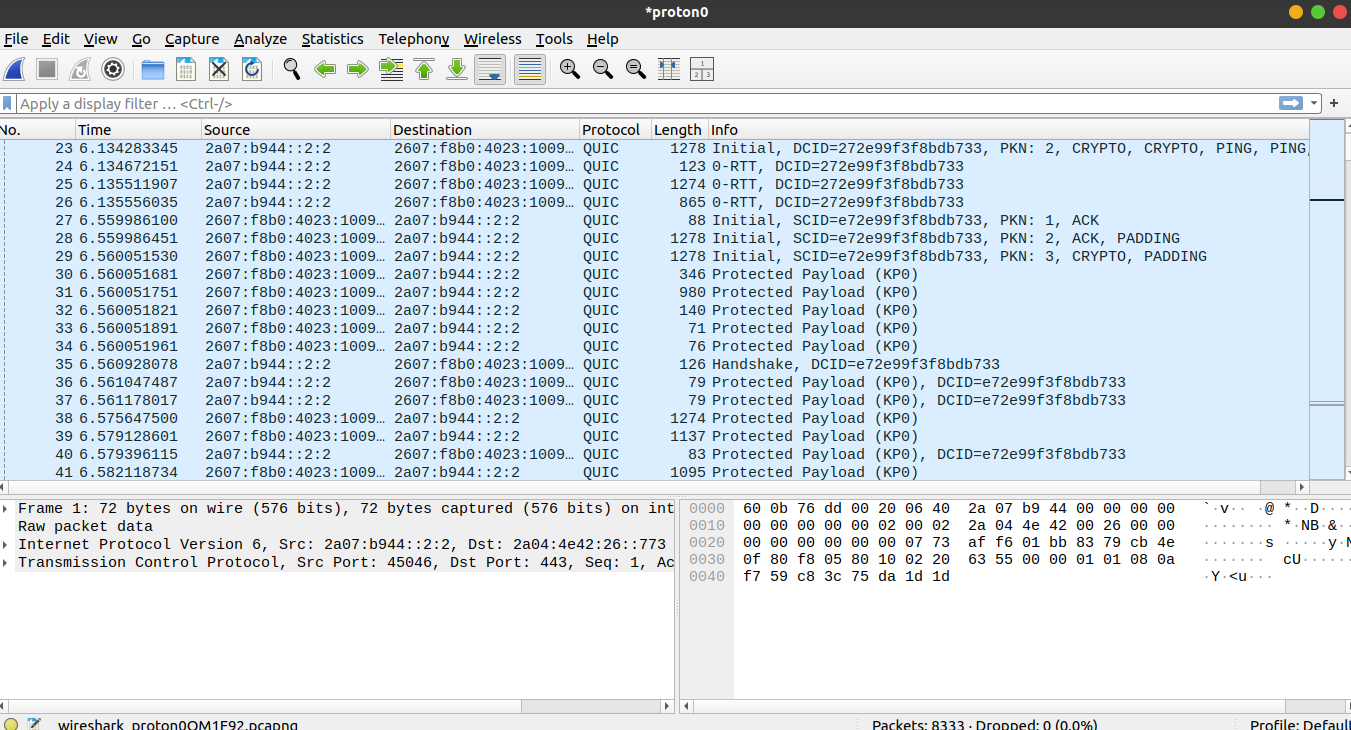 *proton0
File Edit View Go Capture Analyze Statistics Telephony Wireless Tools Help
Apply a display filter … <Ctrl-/>
No. Time Source Destination Protocol Length Info
23 6.134283345 2a07:b944::2:2 2607:f8b0:4023:1009… QUIC 1278 Initial, DCID=272e99f3f8bdb733, PKN: 2, CRYPTO, CRYPTO, PING, PING,
24 6.134672151 2a07:b944::2:2 2607:f8b0:4023:1009… QUIC 123 0-RTT, DCID=272e99f3f8bdb733
25 6.135511907 2a07:b944::2:2 2607:f8b0:4023:1009… QUIC 1274 0-RTT, DCID=272e99f3f8bdb733
26 6.135556035 2a07:b944::2:2 2607:f8b0:4023:1009… QUIC 865 0-RTT, DCID=272e99f3f8bdb733
27 6.559986100 2607:f8b0:4023:1009… 2a07:b944::2:2 QUIC 88 Initial, SCID=e72e99f3f8bdb733, PKN: 1, ACK
28 6.559986451 2607:f8b0:4023:1009… 2a07:b944::2:2 QUIC 1278 Initial, SCID=e72e99f3f8bdb733, PKN: 2, ACK, PADDING
29 6.560051530 2607:f8b0:4023:1009… 2a07:b944::2:2 QUIC 1278 Initial, SCID=e72e99f3f8bdb733, PKN: 3, CRYPTO, PADDING
30 6.560051681 2607:f8b0:4023:1009… 2a07:b944::2:2 QUIC 346 Protected Payload (KP0)
31 6.560051751 2607:f8b0:4023:1009… 2a07:b944::2:2 QUIC 980 Protected Payload (KP0)
32 6.560051821 2607:f8b0:4023:1009… 2a07:b944::2:2 QUIC 140 Protected Payload (KP0)
33 6.560051891 2607:f8b0:4023:1009… 2a07:b944::2:2 QUIC 71 Protected Payload (KP0)
34 6.560051961 2607:f8b0:4023:1009… 2a07:b944::2:2 QUIC 76 Protected Payload (KP0)
35 6.560928078 2a07:b944::2:2 2607:f8b0:4023:1009… QUIC 126 Handshake, DCID=e72e99f3f8bdb733
36 6.561047487 2a07:b944::2:2 2607:f8b0:4023:1009… QUIC 79 Protected Payload (KP0), DCID=e72e99f3f8bdb733
37 6.561178017 2a07:b944::2:2 2607:f8b0:4023:1009… QUIC 79 Protected Payload (KP0), DCID=e72e99f3f8bdb733
38 6.575647500 2607:f8b0:4023:1009… 2a07:b944::2:2 QUIC 1274 Protected Payload (KP0)
39 6.579128601 2607:f8b0:4023:1009… 2a07:b944::2:2 QUIC 1137 Protected Payload (KP0)
40 6.579396115 2a07:b944::2:2 2607:f8b0:4023:1009… QUIC 83 Protected Payload (KP0), DCID=e72e99f3f8bdb733
41 6.582118734 2607:f8b0:4023:1009… 2a07:b944::2:2 QUIC 1095 Protected Payload (KP0)
Frame 1: 72 bytes on wire (576 bits), 72 bytes captured (576 bits) on int
Raw packet data
Internet Protocol Version 6, Src: 2a07:b944::2:2, Dst: 2a04:4e42:26::773
Transmission Control Protocol, Src Port: 45046, Dst Port: 443, Seq: 1, Ac
0000 60 0b 76 dd 00 20 06 40 2a 07 b9 44 00 00 00 00 `·v·· ·@ *··D····
0010 00 00 00 00 00 02 00 02 2a 04 4e 42 00 26 00 00 ········ *·NB·&··
0020 00 00 00 00 00 00 07 73 af f6 01 bb 83 79 cb 4e ·······s ·····y·N
0030 0f 80 f8 05 80 10 02 20 63 55 00 00 01 01 08 0a ······· cU······
0040 f7 59 c8 3c 75 da 1d 1d ·Y·<u···
wireshark_proton0QM1F92.pcapng Packets: 8333 · Dropped: 0 (0.0%) Profile: Default